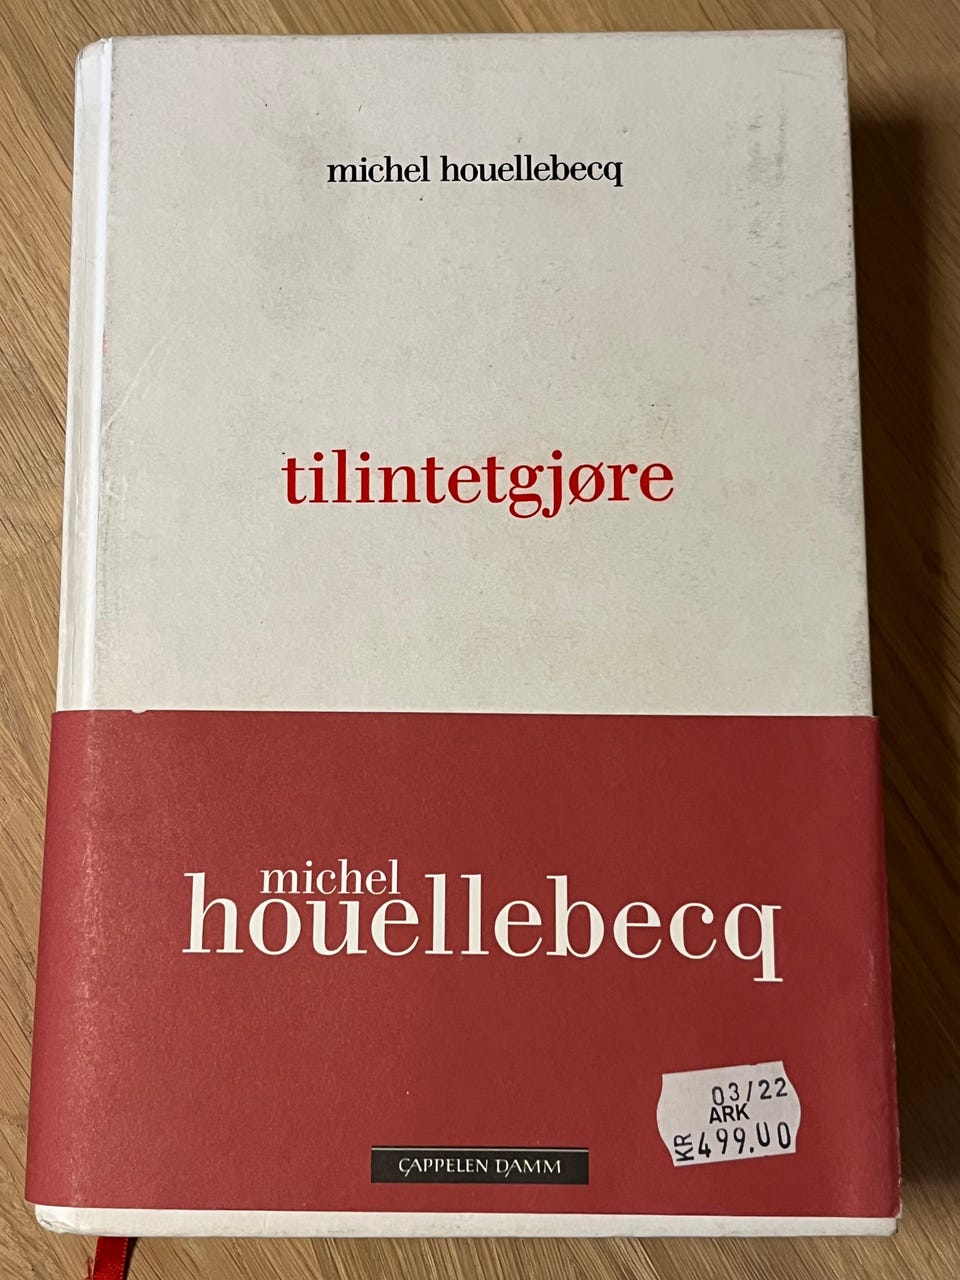 michel houellebecq
tilintetgjøre
michel
houellebecq
03/22
ARK
KR 499.00
CAPPELEN DAMM